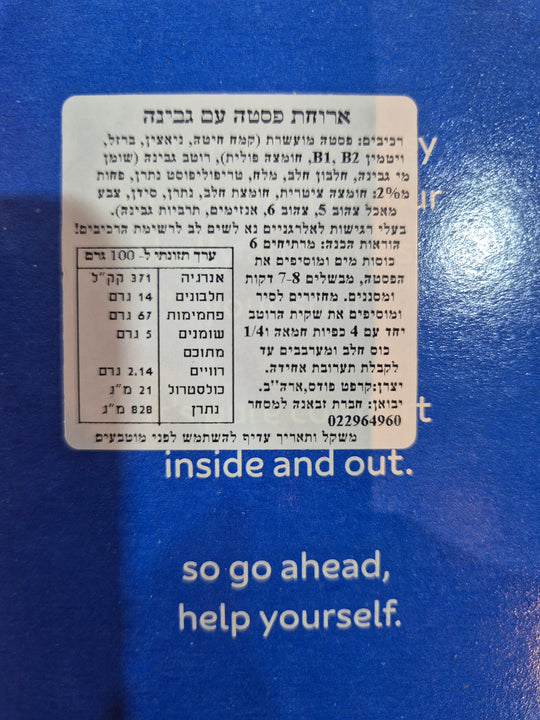 ארוחת פסטה עם גבינה
רכיבים: פסטה מועשרת (קמח חיטה, ניאצין, ברזל,
ויטמין B1, B2, חומצה פולית), רוטב גבינה (שומן
מי גבינה, חלבון חלב, מלח, טריפוליפוסט נתרן, פחות
מ2%: חומצה ציטרית, חומצת חלב, נתרן, סידן, צבע
מאכל צהוב 5, צהוב 6, אנזימים, תרביות גבינה).
בעלי רגישות לאלרגניים נא לשים לב לרשימת הרכיבים!
הוראות הכנה: מרתיחים 6
כוסות מים ומוסיפים את
הפסטה, מבשלים 7-8 דקות
ומסננים. מחזירים לסיר
ומוסיפים את שקית הרוטב
יחד עם 4 כפיות חמאה ו1/4
כוס חלב ומערבבים עד
לקבלת תערובת אחידה.
יצרן: קרפט פודס, ארה"ב.
יבואן: חברת זבאנה למסחר
022964960
ערך תזונתי ל- 100 גרם
אנרגיה 371 קק"ל
חלבונים 14 גרם
פחמימות 67 גרם
שומנים 5 גרם
מתוכם
רוויים 2.14 גרם
כולסטרול 21 מ"ג
נתרן 828 מ"ג
משקל ותאריך עדיף להשתמש לפני מוטבעים
inside and out.
so go ahead,
help yourself.